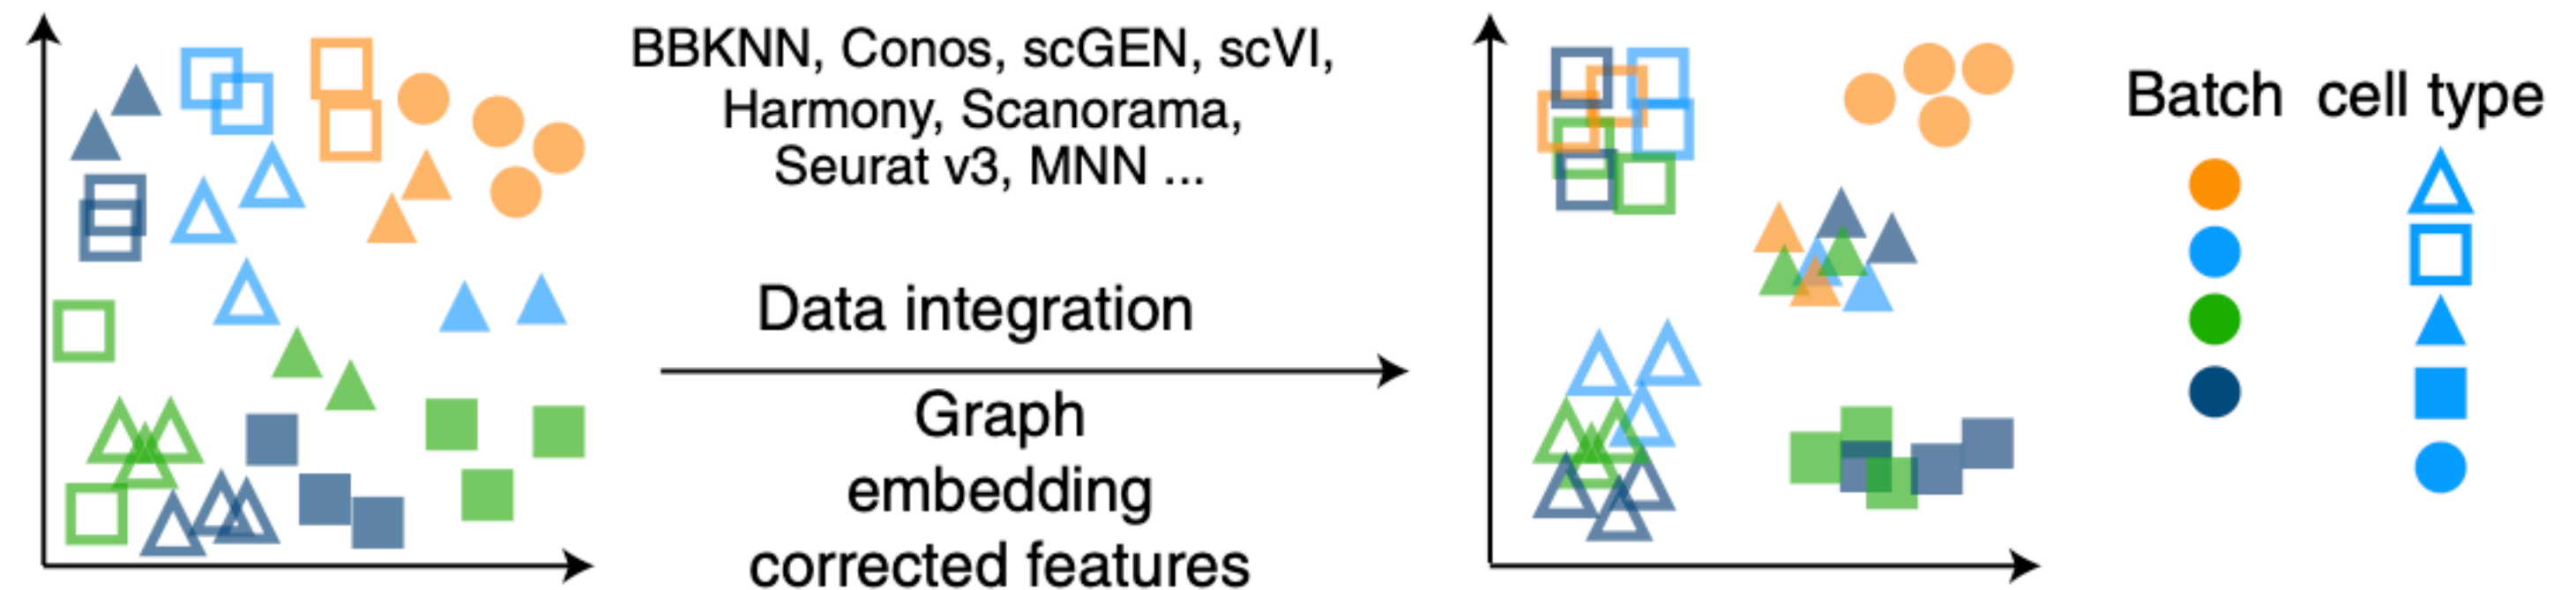 BBKNN, Conos, scGEN, scVI,
Harmony, Scanorama,
Seurat v3, MNN ...
Data integration
Graph
embedding
corrected features
Batch cell type